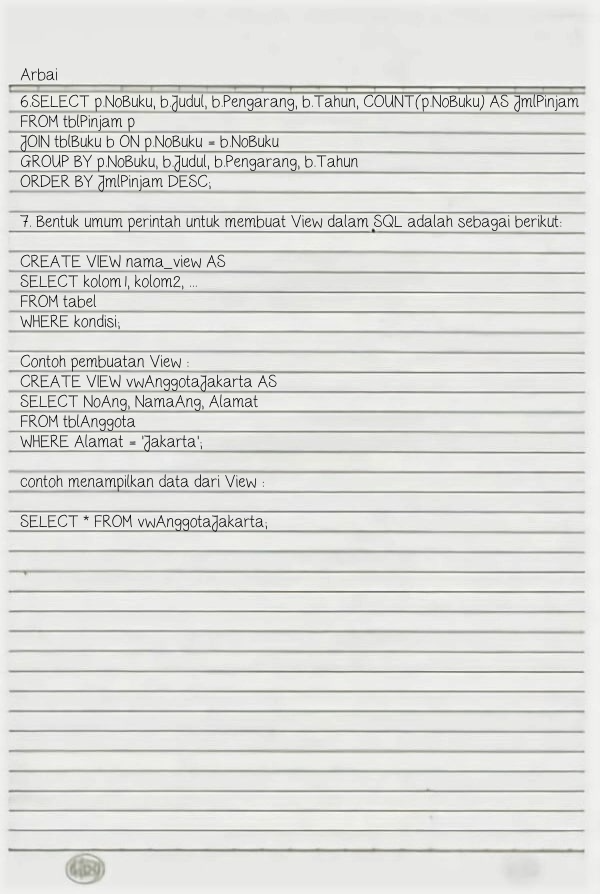 Arbai
6.SELECT p.NoBuku, b.Judul, b.Pengarang, b.Tahun, COUNT(p.NoBuku) AS JmlPinjam
FROM tblPinjam p
JOIN tblBuku b ON p.NoBuku = b.NoBuku
GROUP BY p.NoBuku, b.Judul, b.Pengarang, b.Tahun
ORDER BY JmlPinjam DESC;
7. Bentuk umum perintah untuk membuat View dalam SQL adalah sebagai berikut:
CREATE VIEW nama_view AS
SELECT kolom1, kolom2, ...
FROM tabel
WHERE kondisi;
Contoh pembuatan View :
CREATE VIEW vwAnggotaJakarta AS
SELECT NoAng, NamaAng, Alamat
FROM tblAnggota
WHERE Alamat = 'Jakarta';
contoh menampilkan data dari View :
SELECT * FROM vwAnggotaJakarta;